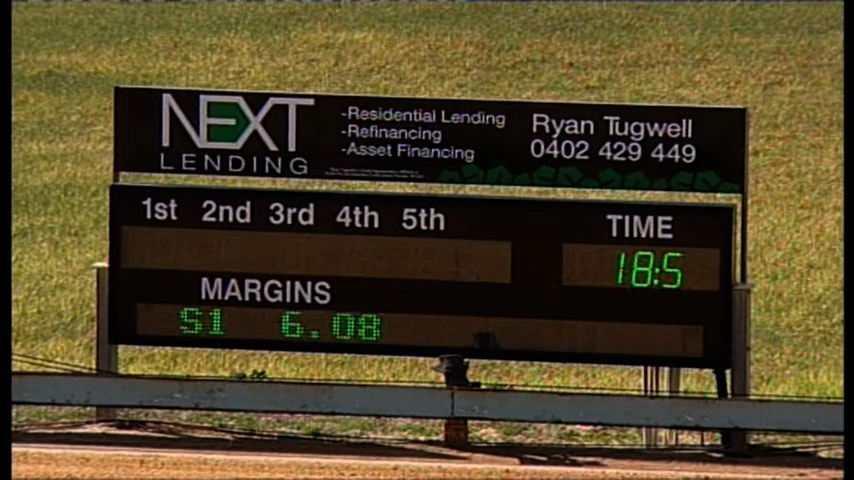 NEXT
LENDING
-Residential Lending
-Refinancing
-Asset Financing
Ryan Tugwell
0402 429 449
1st 2nd 3rd 4th 5th
TIME
18:5
MARGINS
S1 6.08